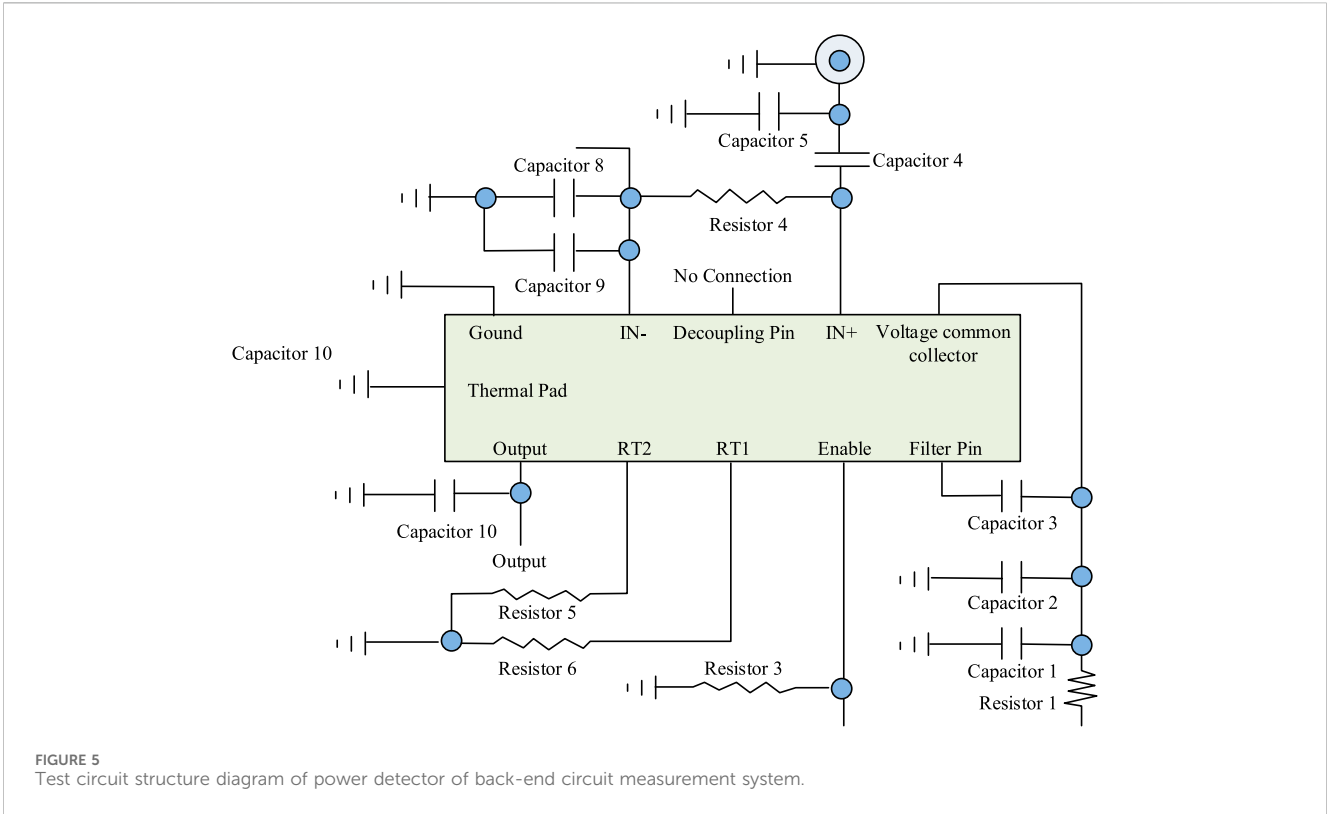 Capacitor 5
Capacitor 4
Capacitor 8
Resistor 4
No Connection
Capacitor 9
Gound
IN-
Decoupling Pin
IN+
Voltage common
collector
Capacitor 10
Thermal Pad
Output
RT2
RT1
Enable
Filter Pin
Capacitor 3
Capacitor 10
Output
Capacitor 2
Resistor 5
Resistor 6
Resistor 3
Capacitor 1
Resistor 1
FIGURE 5
Test circuit structure diagram of power detector of back-end circuit measurement system.